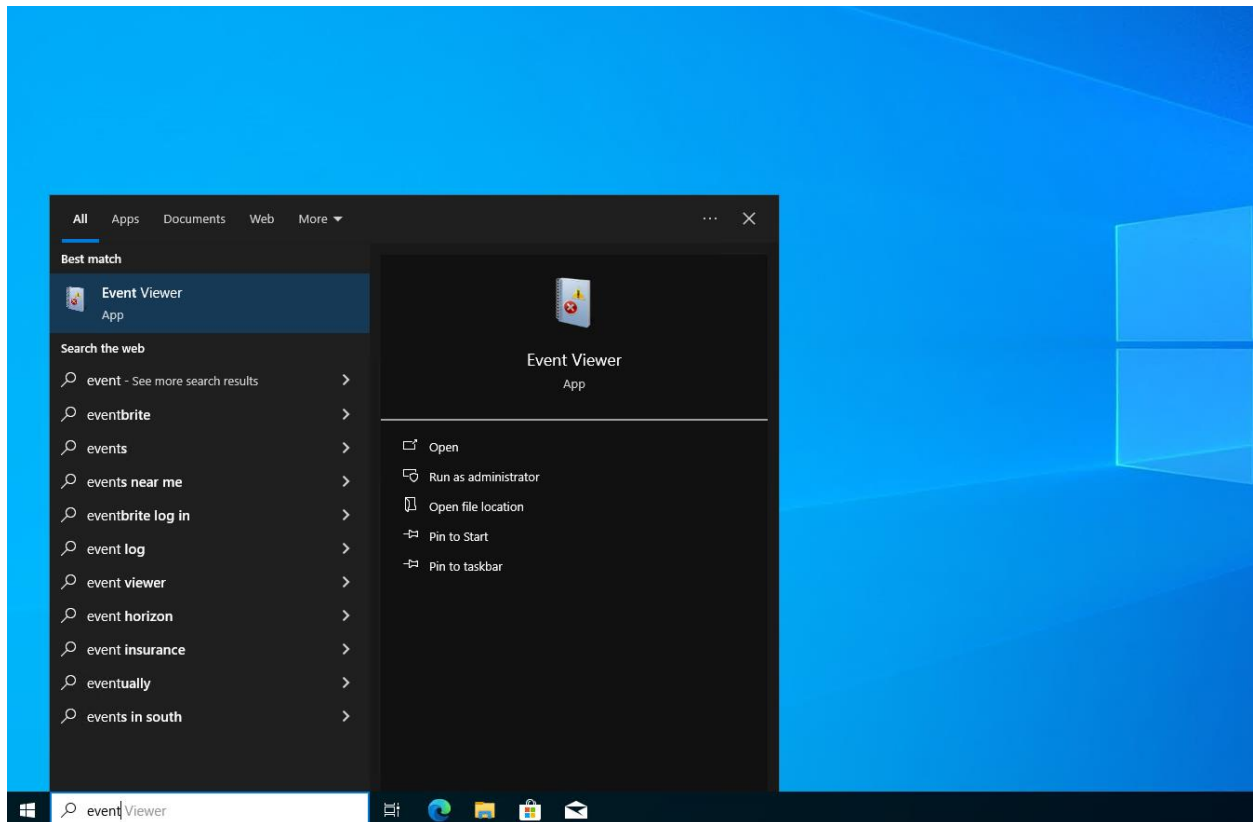 All Apps Documents Web More
Best match
Event Viewer
App
Search the web
event - See more search results
eventbrite
events
events near me
eventbrite log in
event log
event viewer
event horizon
event insurance
eventually
events in south
Event Viewer
App
Open
Run as administrator
Open file location
Pin to Start
Pin to taskbar
event Viewer